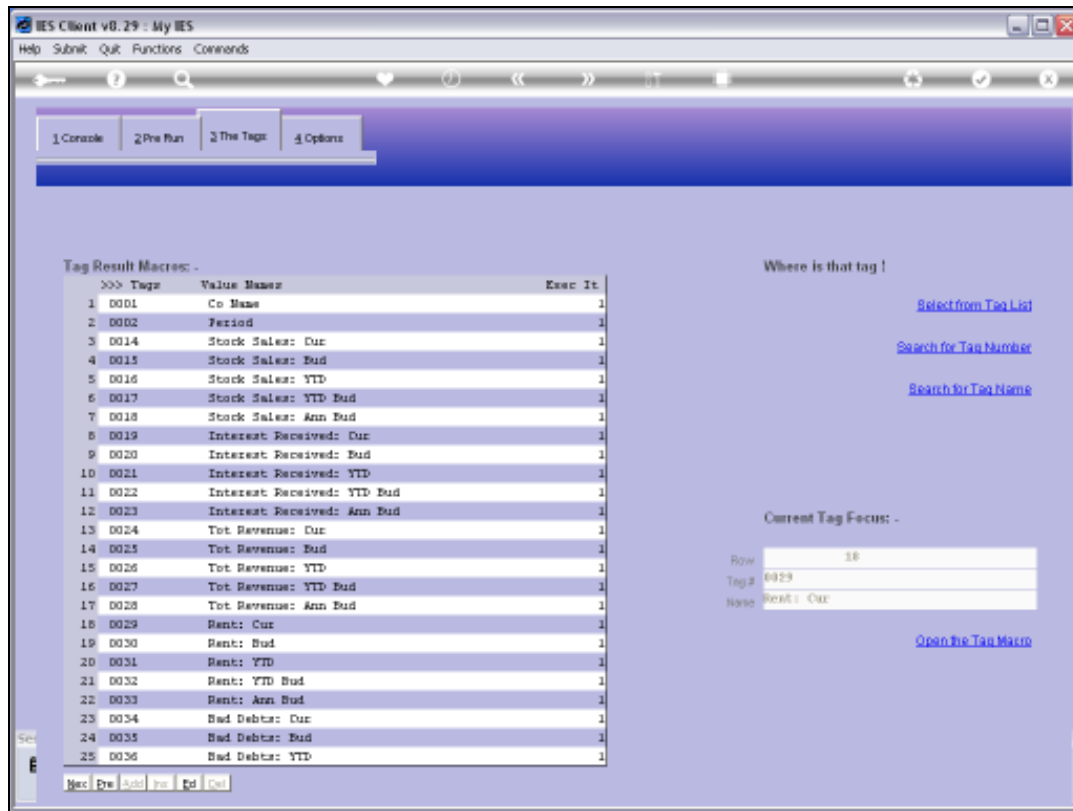 IES Client v8.29 : My IES
Help Submit Quit Functions Commands
1 Console 2 Pre Run 3 The Tags 4 Options
Tag Result Macros: -
>>> Tags Value Names Exec It
1 0001 Co Name 1
2 0002 Period 1
3 0014 Stock Sales: Cur 1
4 0015 Stock Sales: Bud 1
5 0016 Stock Sales: YTD 1
6 0017 Stock Sales: YTD Bud 1
7 0018 Stock Sales: Ann Bud 1
8 0019 Interest Received: Cur 1
9 0020 Interest Received: Bud 1
10 0021 Interest Received: YTD 1
11 0022 Interest Received: YTD Bud 1
12 0023 Interest Received: Ann Bud 1
13 0024 Tot Revenue: Cur 1
14 0025 Tot Revenue: Bud 1
15 0026 Tot Revenue: YTD 1
16 0027 Tot Revenue: YTD Bud 1
17 0028 Tot Revenue: Ann Bud 1
18 0029 Rent: Cur 1
19 0030 Rent: Bud 1
20 0031 Rent: YTD 1
21 0032 Rent: YTD Bud 1
22 0033 Rent: Ann Bud 1
23 0034 Bad Debts: Cur 1
24 0035 Bad Debts: Bud 1
25 0036 Bad Debts: YTD 1
Nex Pre Add Ins Ed Del
Where is that tag !
Select from Tag List
Search for Tag Number
Search for Tag Name
Current Tag Focus: -
Row 18
Tag # 0029
Name Rent: Cur
Open the Tag Macro